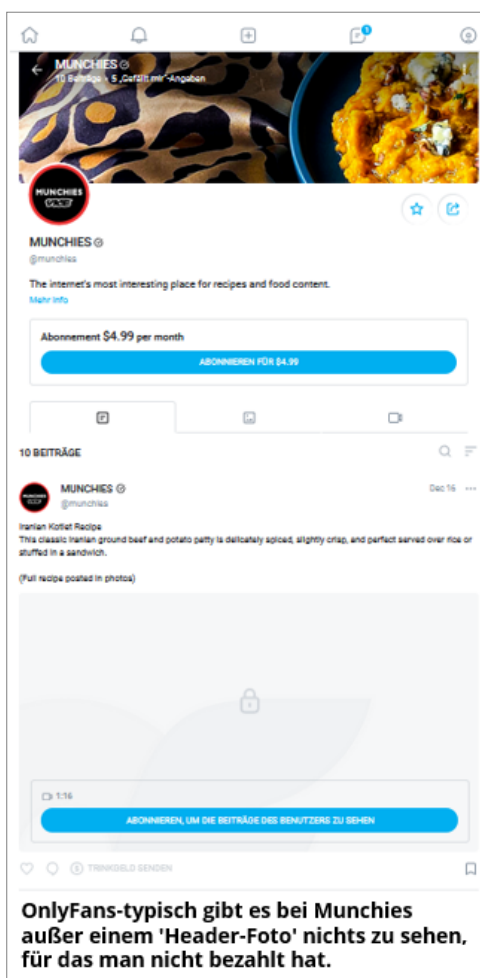 1
MUNCHIES
10 Beiträge • 5 „Gefällt mir"-Angaben
MUNCHIES
MUNCHIES
@munchies
The internet's most interesting place for recipes and food content.
Mehr Info
Abonnement $4.99 per month
ABONNIEREN FÜR $4.99
10 BEITRÄGE
MUNCHIES
MUNCHIES
Dec 16
@munchies
Iranian Kotlet Recipe
This classic Iranian ground beef and potato patty is delicately spiced, slightly crisp, and perfect served over rice or
stuffed in a sandwich.
(Full recipe posted in photos)
1:16
ABONNIEREN, UM DIE BEITRÄGE DES BENUTZERS ZU SEHEN
TRINKGELD SENDEN
OnlyFans-typisch gibt es bei Munchies
außer einem 'Header-Foto' nichts zu sehen,
für das man nicht bezahlt hat.